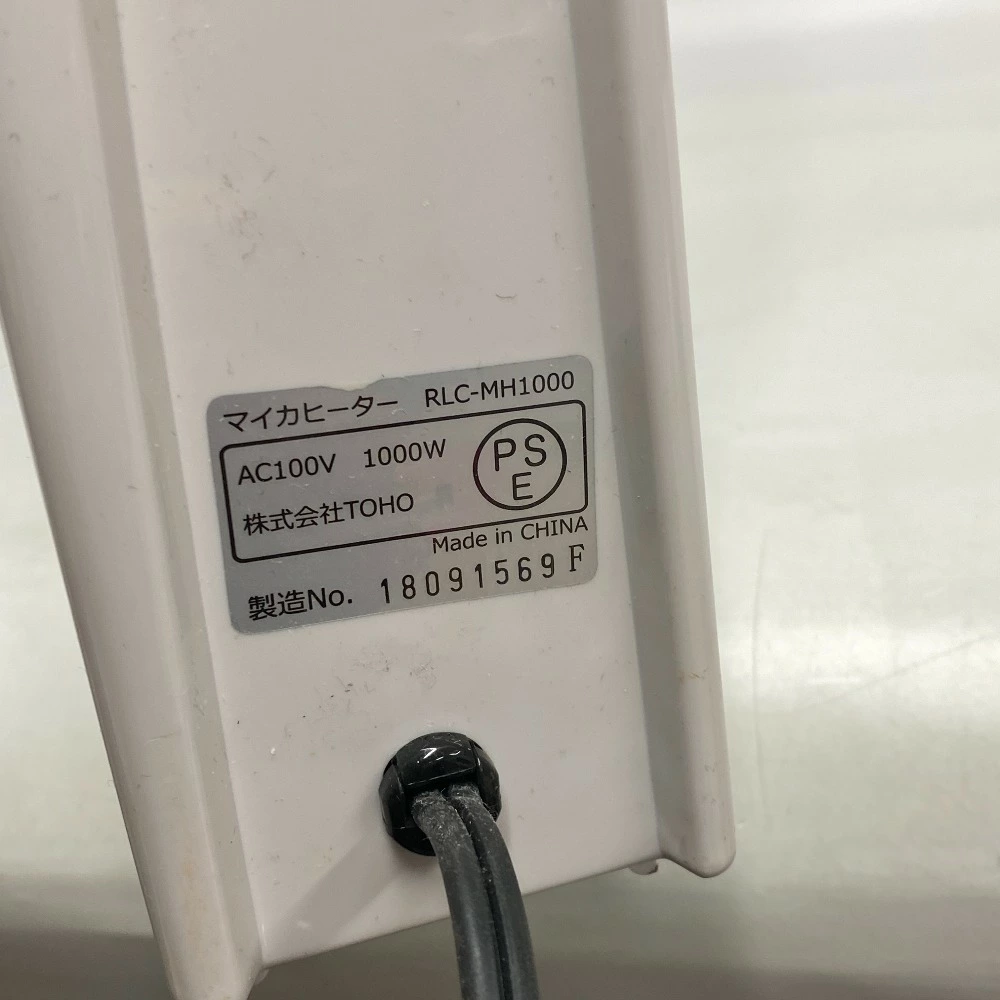 マイカヒーター RLC-MH1000
AC100V 1000W
PSE
株式会社TOHO
Made in CHINA
製造No. 18091569F